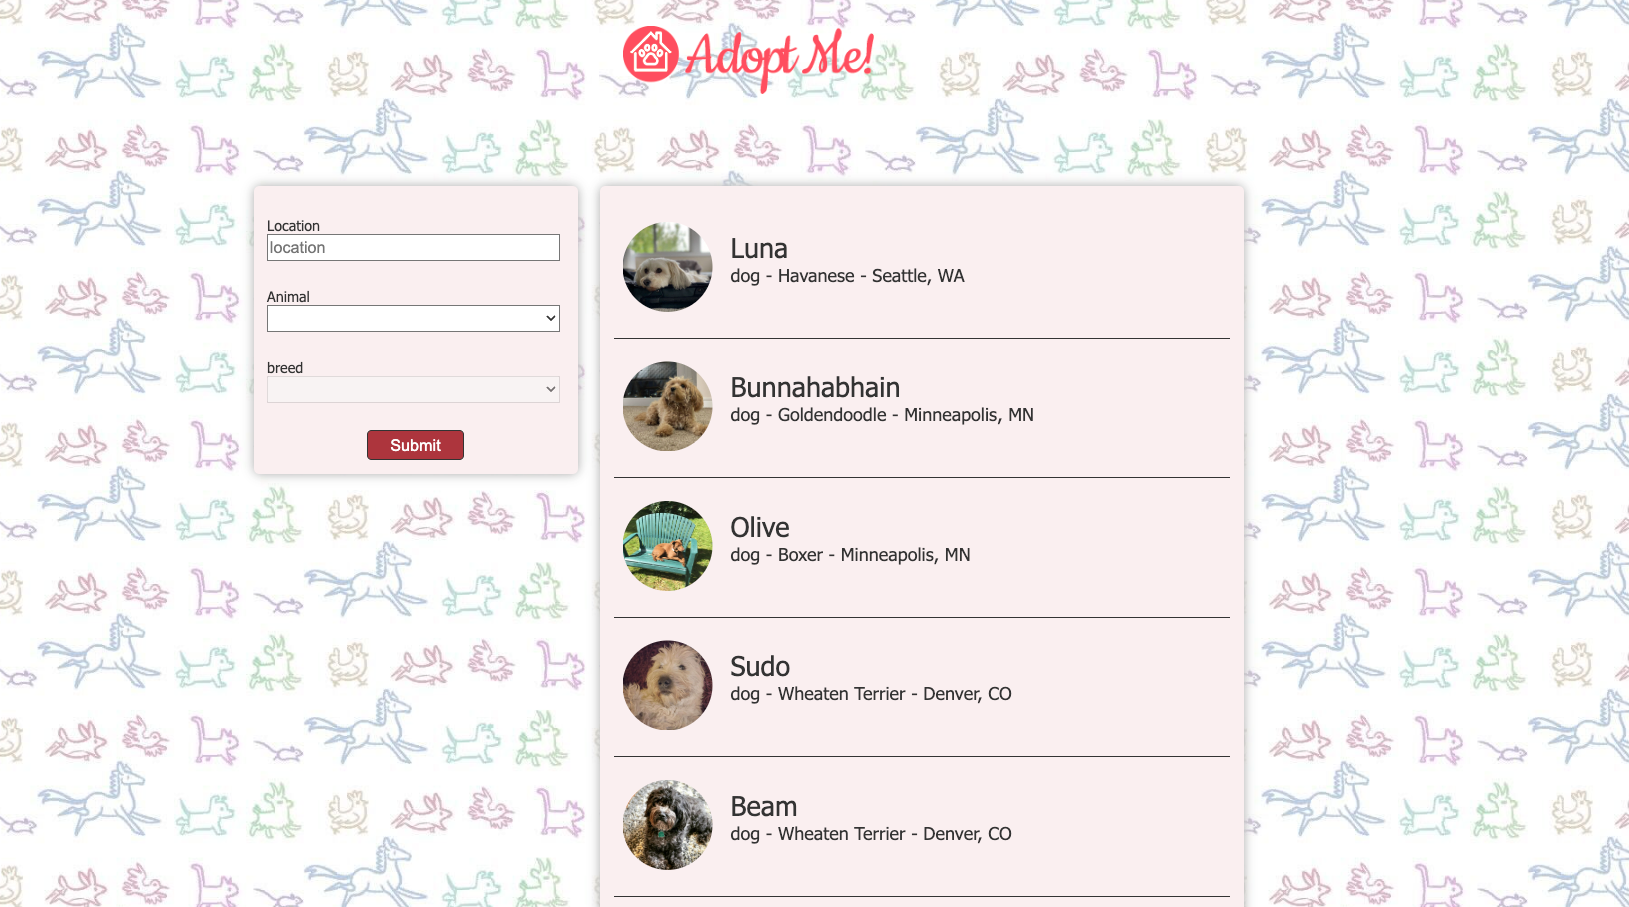 Adopt Me!
Location
location
Animal
breed
Submit
Luna
dog - Havanese - Seattle, WA
Bunnahabhain
dog - Goldendoodle - Minneapolis, MN
Olive
dog - Boxer - Minneapolis, MN
Sudo
dog - Wheaten Terrier - Denver, CO
Beam
dog - Wheaten Terrier - Denver, CO